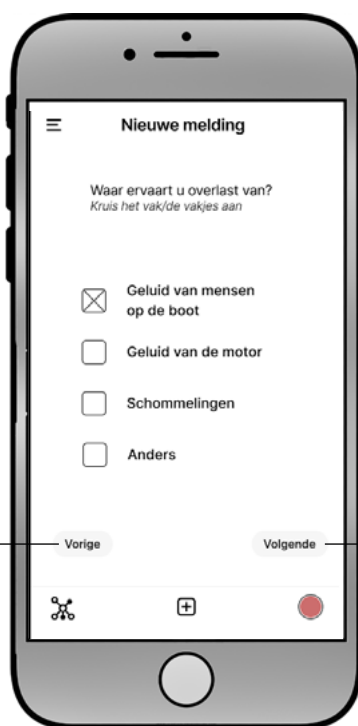 Nieuwe melding
Waar ervaart u overlast van?
Kruis het vak/de vakjes aan
Geluid van mensen
op de boot
Geluid van de motor
Schommelingen
Anders
Vorige
Volgende